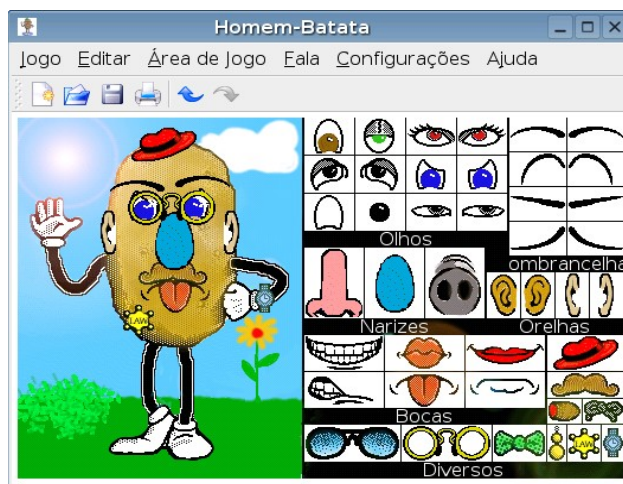 Homem-Batata
Jogo Editar Área de Jogo Fala Configurações Ajuda
LAW
Olhos
ombrancelha
Narizes
Orelhas
Bocas
LAW
Diversos